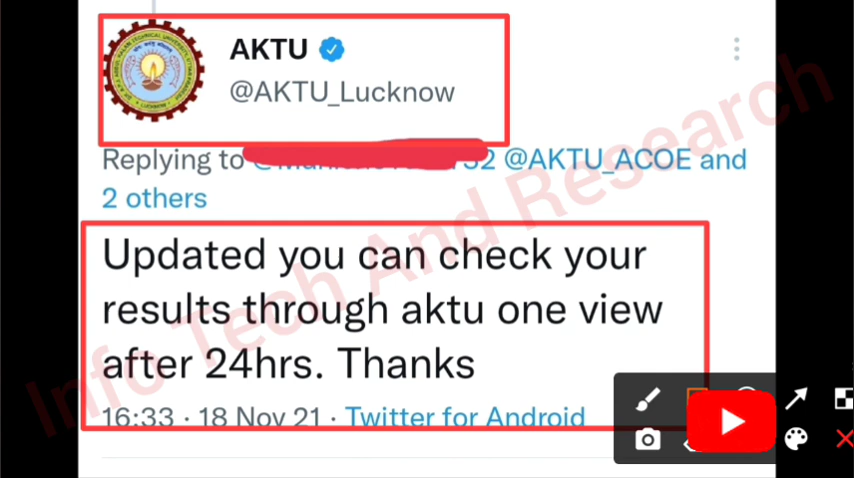 AKTU
@AKTU_Lucknow
Replying to @AKTU_ACOE and
2 others
Updated you can check your
results through aktu one view
after 24hrs. Thanks
16:33 · 18 Nov 21 · Twitter for Android
Info Tech And Research